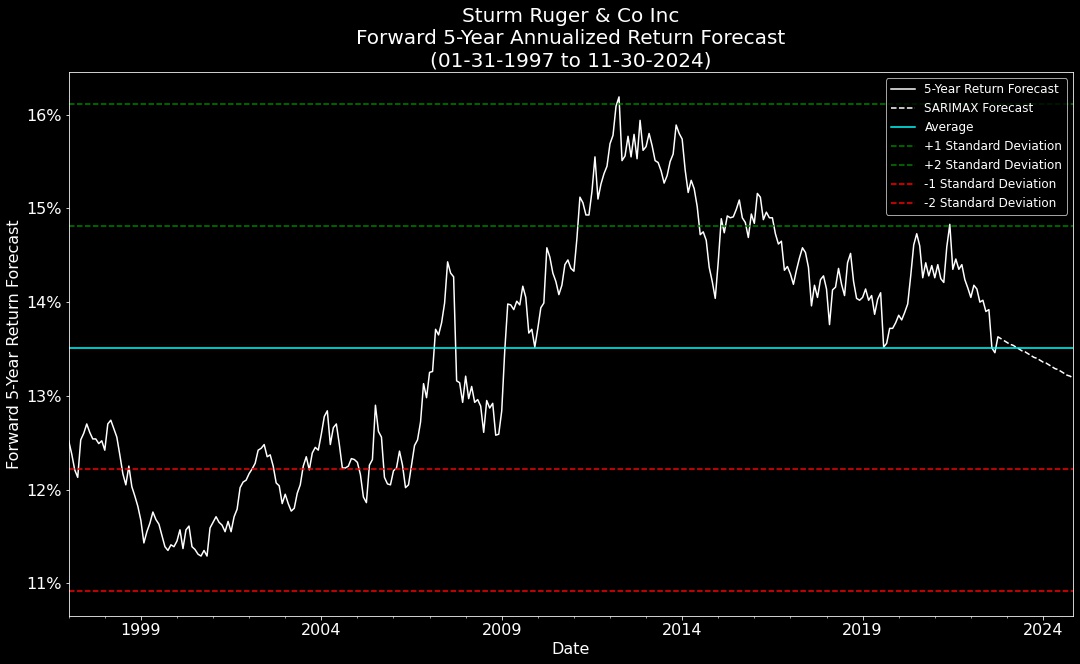 Sturm Ruger & Co Inc
Forward 5-Year Annualized Return Forecast
(01-31-1997 to 11-30-2024)
Forward 5-Year Return Forecast
16%
15%
14%
13%
12%
11%
5-Year Return Forecast
SARIMAX Forecast
Average
+1 Standard Deviation
+2 Standard Deviation
-1 Standard Deviation
-2 Standard Deviation
1999
2004
2009
2014
2019
2024
Date